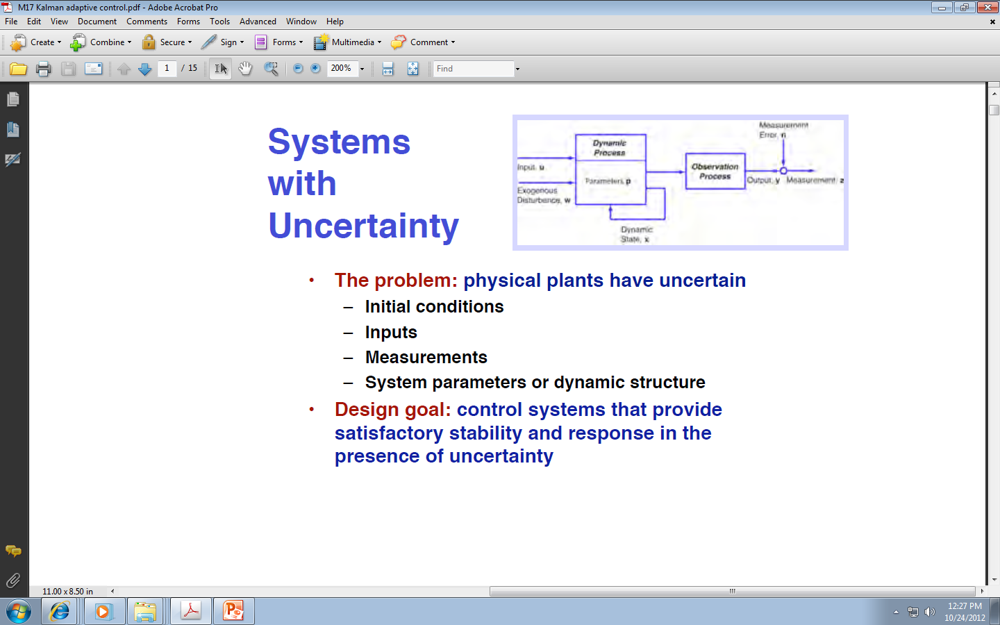 M17 Kalman adaptive control.pdf - Adobe Acrobat Pro
File Edit View Document Comments Forms Tools Advanced Window Help
Create Combine Secure Sign Forms Multimedia Comment
1 / 15 200% Find
Systems
with
Uncertainty
Measurement
Error, n
Dynamic
Process
Input, u
Parameters, p
Observation
Process
Output, y Measurement, z
Exogenous
Disturbance, w
Dynamic
State, x
• The problem: physical plants have uncertain
– Initial conditions
– Inputs
– Measurements
– System parameters or dynamic structure
• Design goal: control systems that provide
satisfactory stability and response in the
presence of uncertainty
11.00 x 8.50 in
12:27 PM
10/24/2012